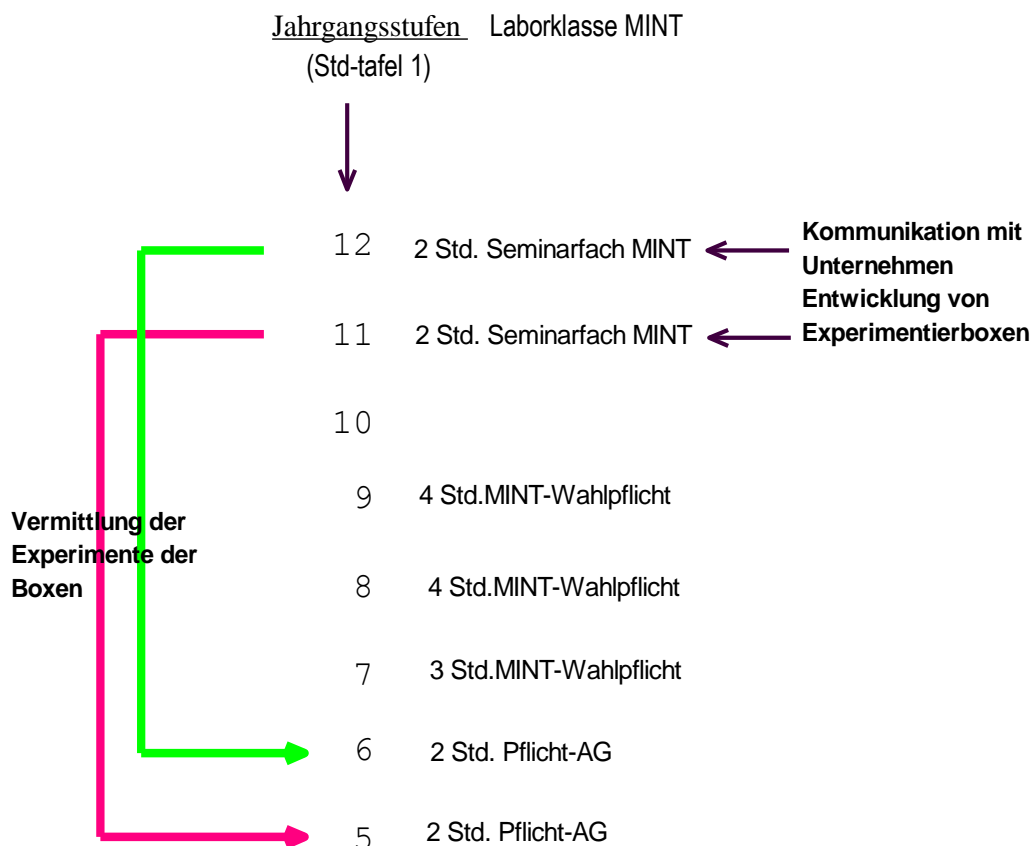 Jahrgangsstufen Laborklasse MINT
(Std-tafel 1)
12 2 Std. Seminarfach MINT
Kommunikation mit
Unternehmen
Entwicklung von
Experimentierboxen
11 2 Std. Seminarfach MINT
10
9 4 Std.MINT-Wahlpflicht
Vermittlung der
Experimente der
Boxen
8 4 Std.MINT-Wahlpflicht
7 3 Std.MINT-Wahlpflicht
6 2 Std. Pflicht-AG
5 2 Std. Pflicht-AG